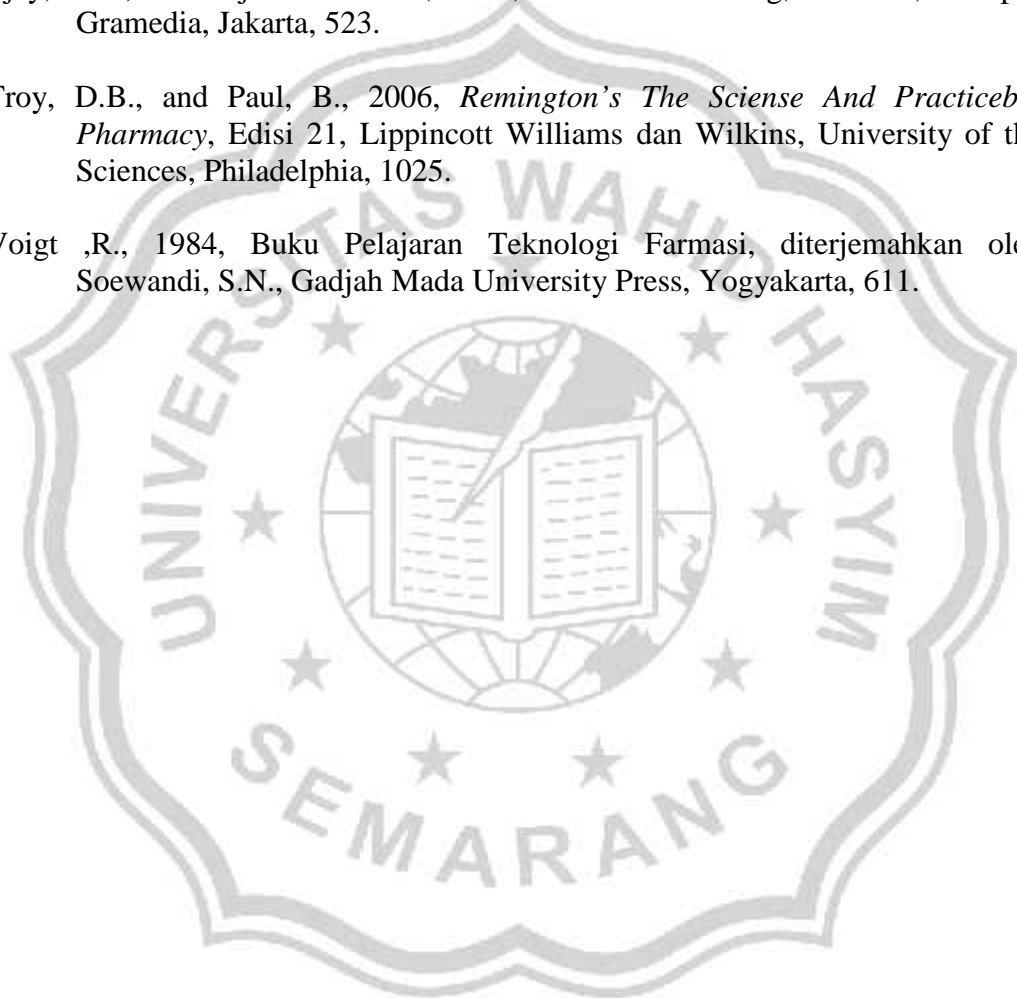 Gramedia, Jakarta, 523.
Troy, D.B., and Paul, B., 2006, Remington's The Sciense And Practiceb
Pharmacy, Edisi 21, Lippincott Williams dan Wilkins, University of th
Sciences, Philadelphia, 1025.
Voigt ,R., 1984, Buku Pelajaran Teknologi Farmasi, diterjemahkan ole
Soewandi, S.N., Gadjah Mada University Press, Yogyakarta, 611.
UNIVERSITAS WAHID HASYIM
SEMARANG